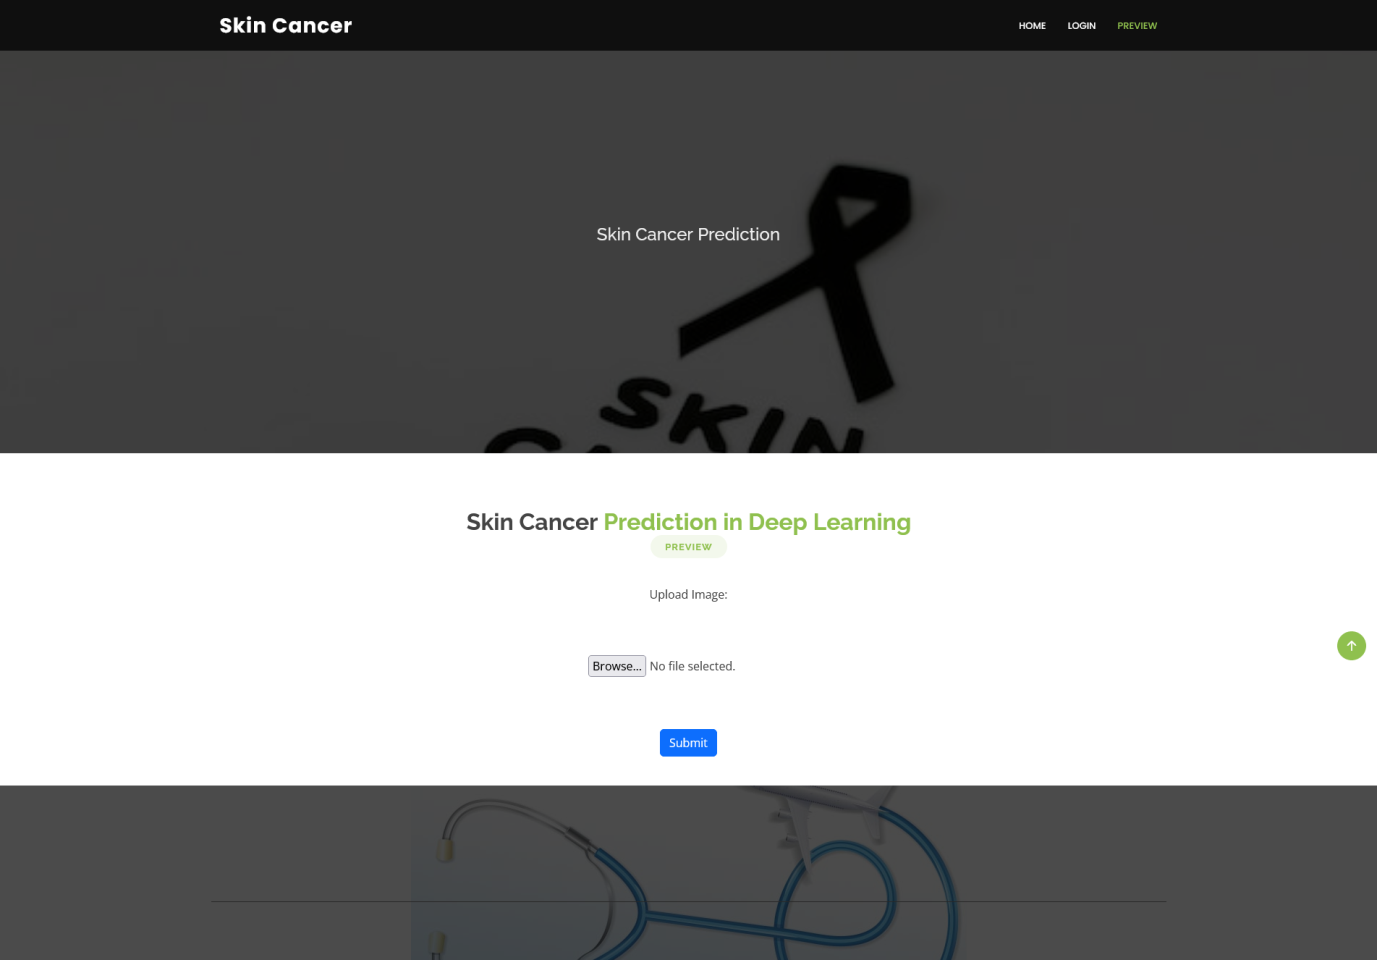 Skin Cancer
HOME LOGIN PREVIEW
Skin Cancer Prediction
SKIN
Skin Cancer Prediction in Deep Learning
PREVIEW
Upload Image:
Browse... No file selected.
Submit